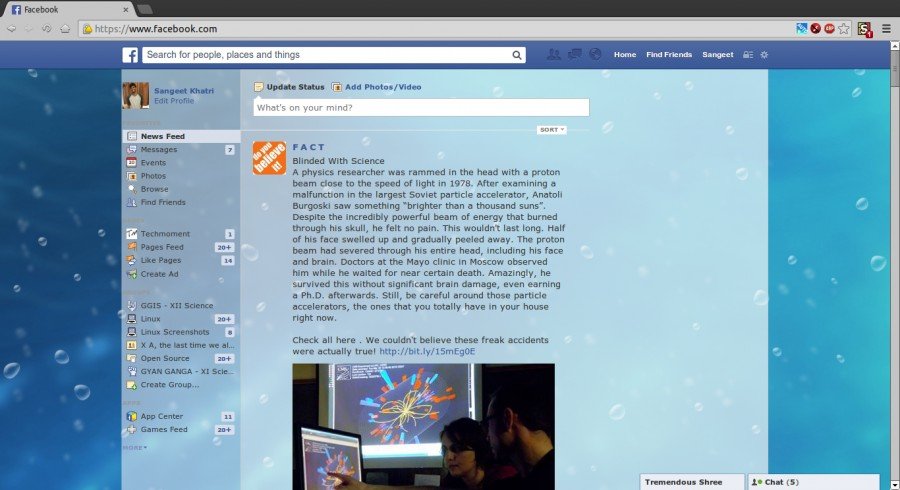 Facebook
https://www.facebook.com
1
Search for people, places and things
Home
Find Friends
Sangeet
Sangeet Khatri
Edit Profile
FAVORITES
News Feed
Messages 7
Events
Photos
Browse
Find Friends
Techmoment 1
Pages Feed 20+
Like Pages 14
Create Ad
GROUPS
GGIS - XII Science
Linux 20+
Linux Screenshots 8
X A, the last time we al...
Open Source 20+
GYAN GANGA - XI Scie...
Create Group...
APPS
App Center 11
Games Feed 20+
MORE
Update Status
Add Photos/Video
What's on your mind?
SORT
Do you
believe
it!
F A C T
Blinded With Science
A physics researcher was rammed in the head with a proton
beam close to the speed of light in 1978. After examining a
malfunction in the largest Soviet particle accelerator, Anatoli
Burgoski saw something "brighter than a thousand suns".
Despite the incredibly powerful beam of energy that burned
through his skull, he felt no pain. This wouldn't last long. Half
of his face swelled up and gradually peeled away. The proton
beam had severed through his entire head, including his face
and brain. Doctors at the Mayo clinic in Moscow observed
him while he waited for near certain death. Amazingly, he
survived this without significant brain damage, even earning
a Ph.D. afterwards. Still, be careful around those particle
accelerators, the ones that you totally have in your house
right now.
Check all here . We couldn't believe these freak accidents
were actually true! http://bit.ly/15mEg0E
Tremendous Shree
Chat (5)